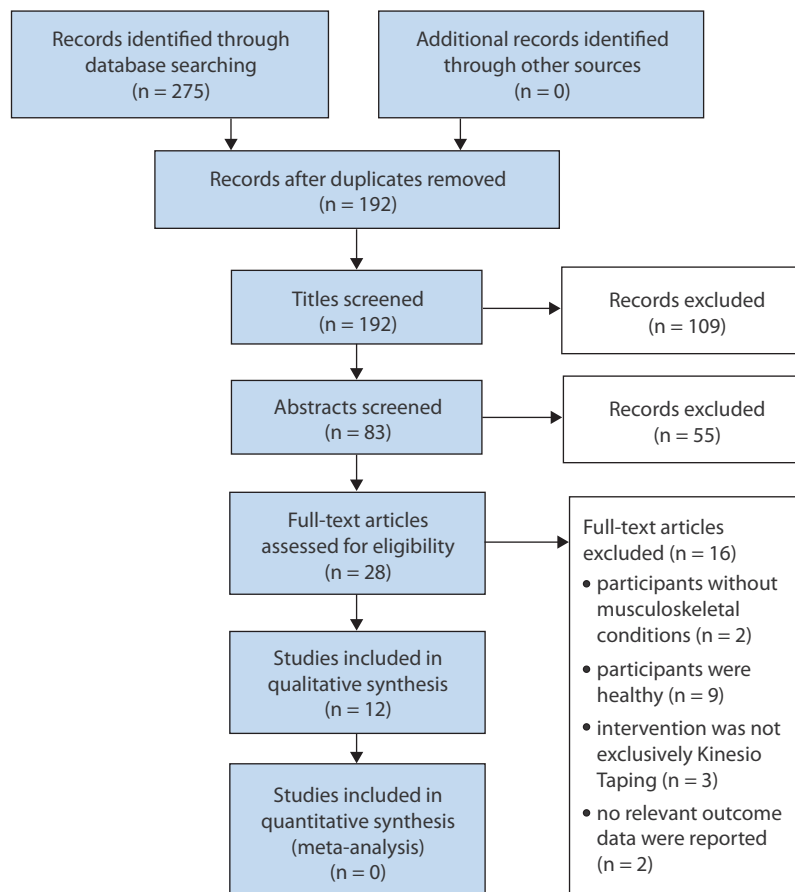 Records identified through
database searching
(n = 275)
Additional records identified
through other sources
(n = 0)
Records after duplicates removed
(n = 192)
Titles screened
(n = 192)
Records excluded
(n = 109)
Abstracts screened
(n = 83)
Records excluded
(n = 55)
Full-text articles
assessed for eligibility
(n = 28)
Full-text articles
excluded (n = 16)
• participants without
musculoskeletal
conditions (n = 2)
• participants were
healthy (n = 9)
• intervention was not
exclusively Kinesio
Taping (n = 3)
• no relevant outcome
data were reported
(n = 2)
Studies included in
qualitative synthesis
(n = 12)
Studies included in
quantitative synthesis
(meta-analysis)
(n = 0)